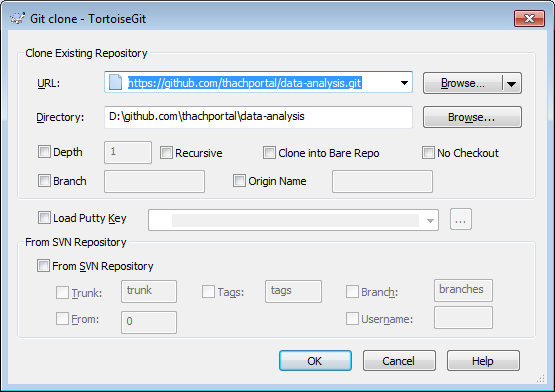 Git clone - TortoiseGit
Clone Existing Repository
URL: https://github.com/thachportal/data-analysis.git Browse...
Directory: D:\github.com\thachportal\data-analysis Browse...
Depth 1 Recursive Clone into Bare Repo No Checkout
Branch Origin Name
Load Putty Key ...
From SVN Repository
From SVN Repository
Trunk: trunk Tags: tags Branch: branches
From: 0 Username:
OK Cancel Help